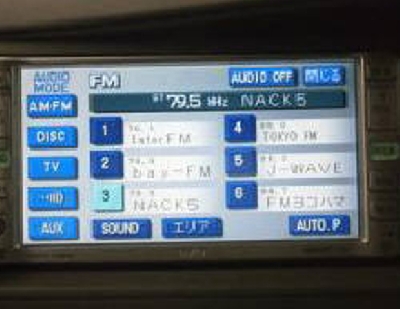 AUDIO MODE
FM
AUDIO OFF
閉じる
ST 79.5 MHz NACK5
AM·FM
DISC
TV
AUX
1 InterFM
2 bay-FM
3 NACK5
4 TOKYO FM
5 J-WAVE
6 FMヨコハマ
SOUND
エリア
AUTO.P